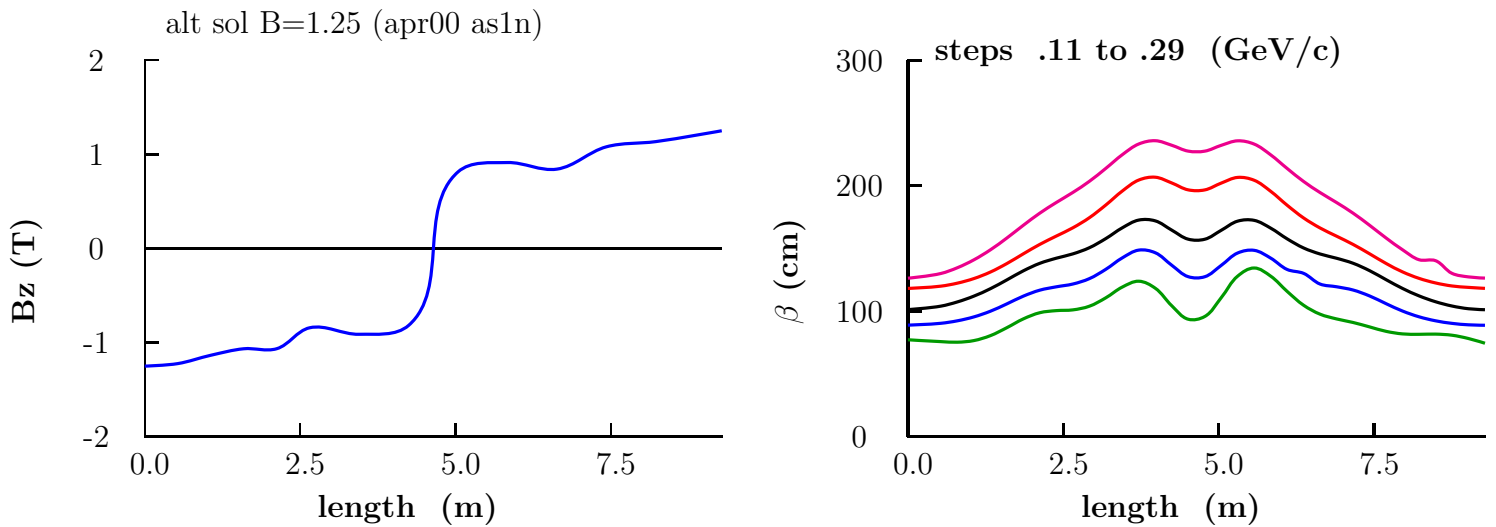 alt sol B=1.25 (apr00 as1n)
2
1
0
-1
-2
Bz (T)
0.0 2.5 5.0 7.5
length (m)
steps .11 to .29 (GeV/c)
300
200
100
0
β (cm)
0.0 2.5 5.0 7.5
length (m)